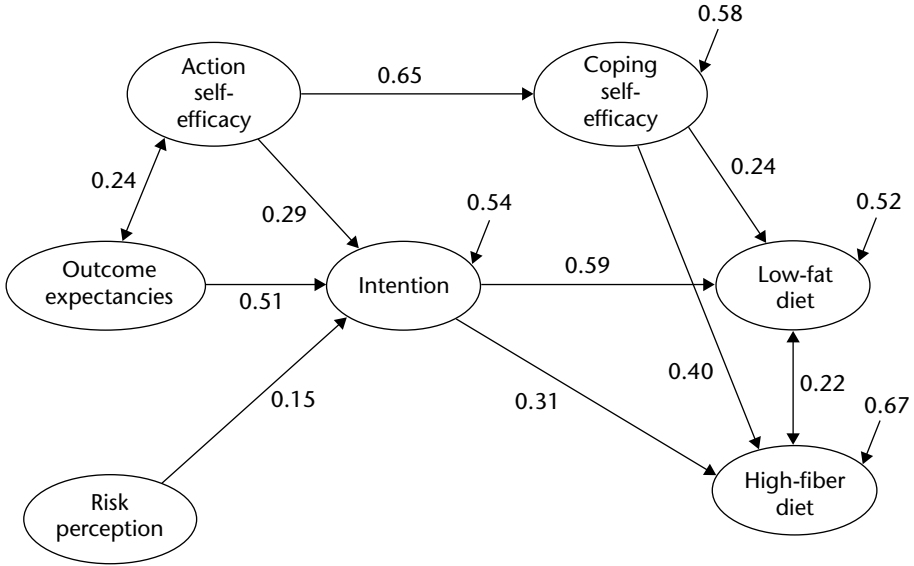 0.58
Action
self-
efficacy
0.65
Coping
self-
efficacy
0.24
0.29
0.24
0.54
0.52
Outcome
expectancies
0.51
Intention
0.59
Low-fat
diet
0.15
0.31
0.40
0.22
0.67
Risk
perception
High-fiber
diet